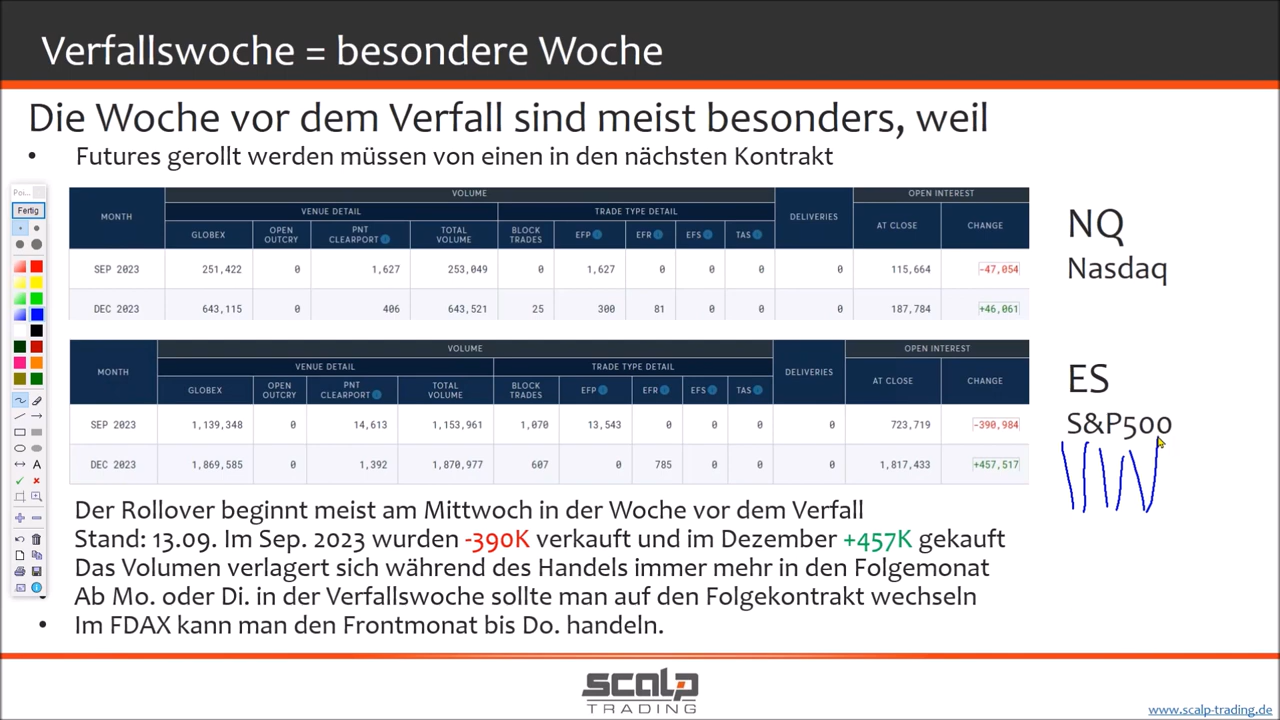 Verfallswoche = besondere Woche
Die Woche vor dem Verfall sind meist besonders, weil
• Futures gerollt werden müssen von einen in den nächsten Kontrakt
Poi...
Fertig
A
MONTH VOLUME OPEN INTEREST
VENUE DETAIL TRADE TYPE DETAIL DELIVERIES AT CLOSE CHANGE
GLOBEX OPEN OUTCRY PNT CLEARPORT TOTAL VOLUME BLOCK TRADES EFP EFR EFS TAS
SEP 2023 251,422 0 1,627 253,049 0 1,627 0 0 0 0 115,664 -47,054
DEC 2023 643,115 0 406 643,521 25 300 81 0 0 0 187,784 +46,061
NQ
Nasdaq
MONTH VOLUME OPEN INTEREST
VENUE DETAIL TRADE TYPE DETAIL DELIVERIES AT CLOSE CHANGE
GLOBEX OPEN OUTCRY PNT CLEARPORT TOTAL VOLUME BLOCK TRADES EFP EFR EFS TAS
SEP 2023 1,139,348 0 14,613 1,153,961 1,070 13,543 0 0 0 0 723,719 -390,984
DEC 2023 1,869,585 0 1,392 1,870,977 607 0 785 0 0 0 1,817,433 +457,517
ES
S&P500
Der Rollover beginnt meist am Mittwoch in der Woche vor dem Verfall
Stand: 13.09. Im Sep. 2023 wurden -390K verkauft und im Dezember +457K gekauft
Das Volumen verlagert sich während des Handels immer mehr in den Folgemonat
Ab Mo. oder Di. in der Verfallswoche sollte man auf den Folgekontrakt wechseln
• Im FDAX kann man den Frontmonat bis Do. handeln.
SCALP
TRADING
www.scalp-trading.de